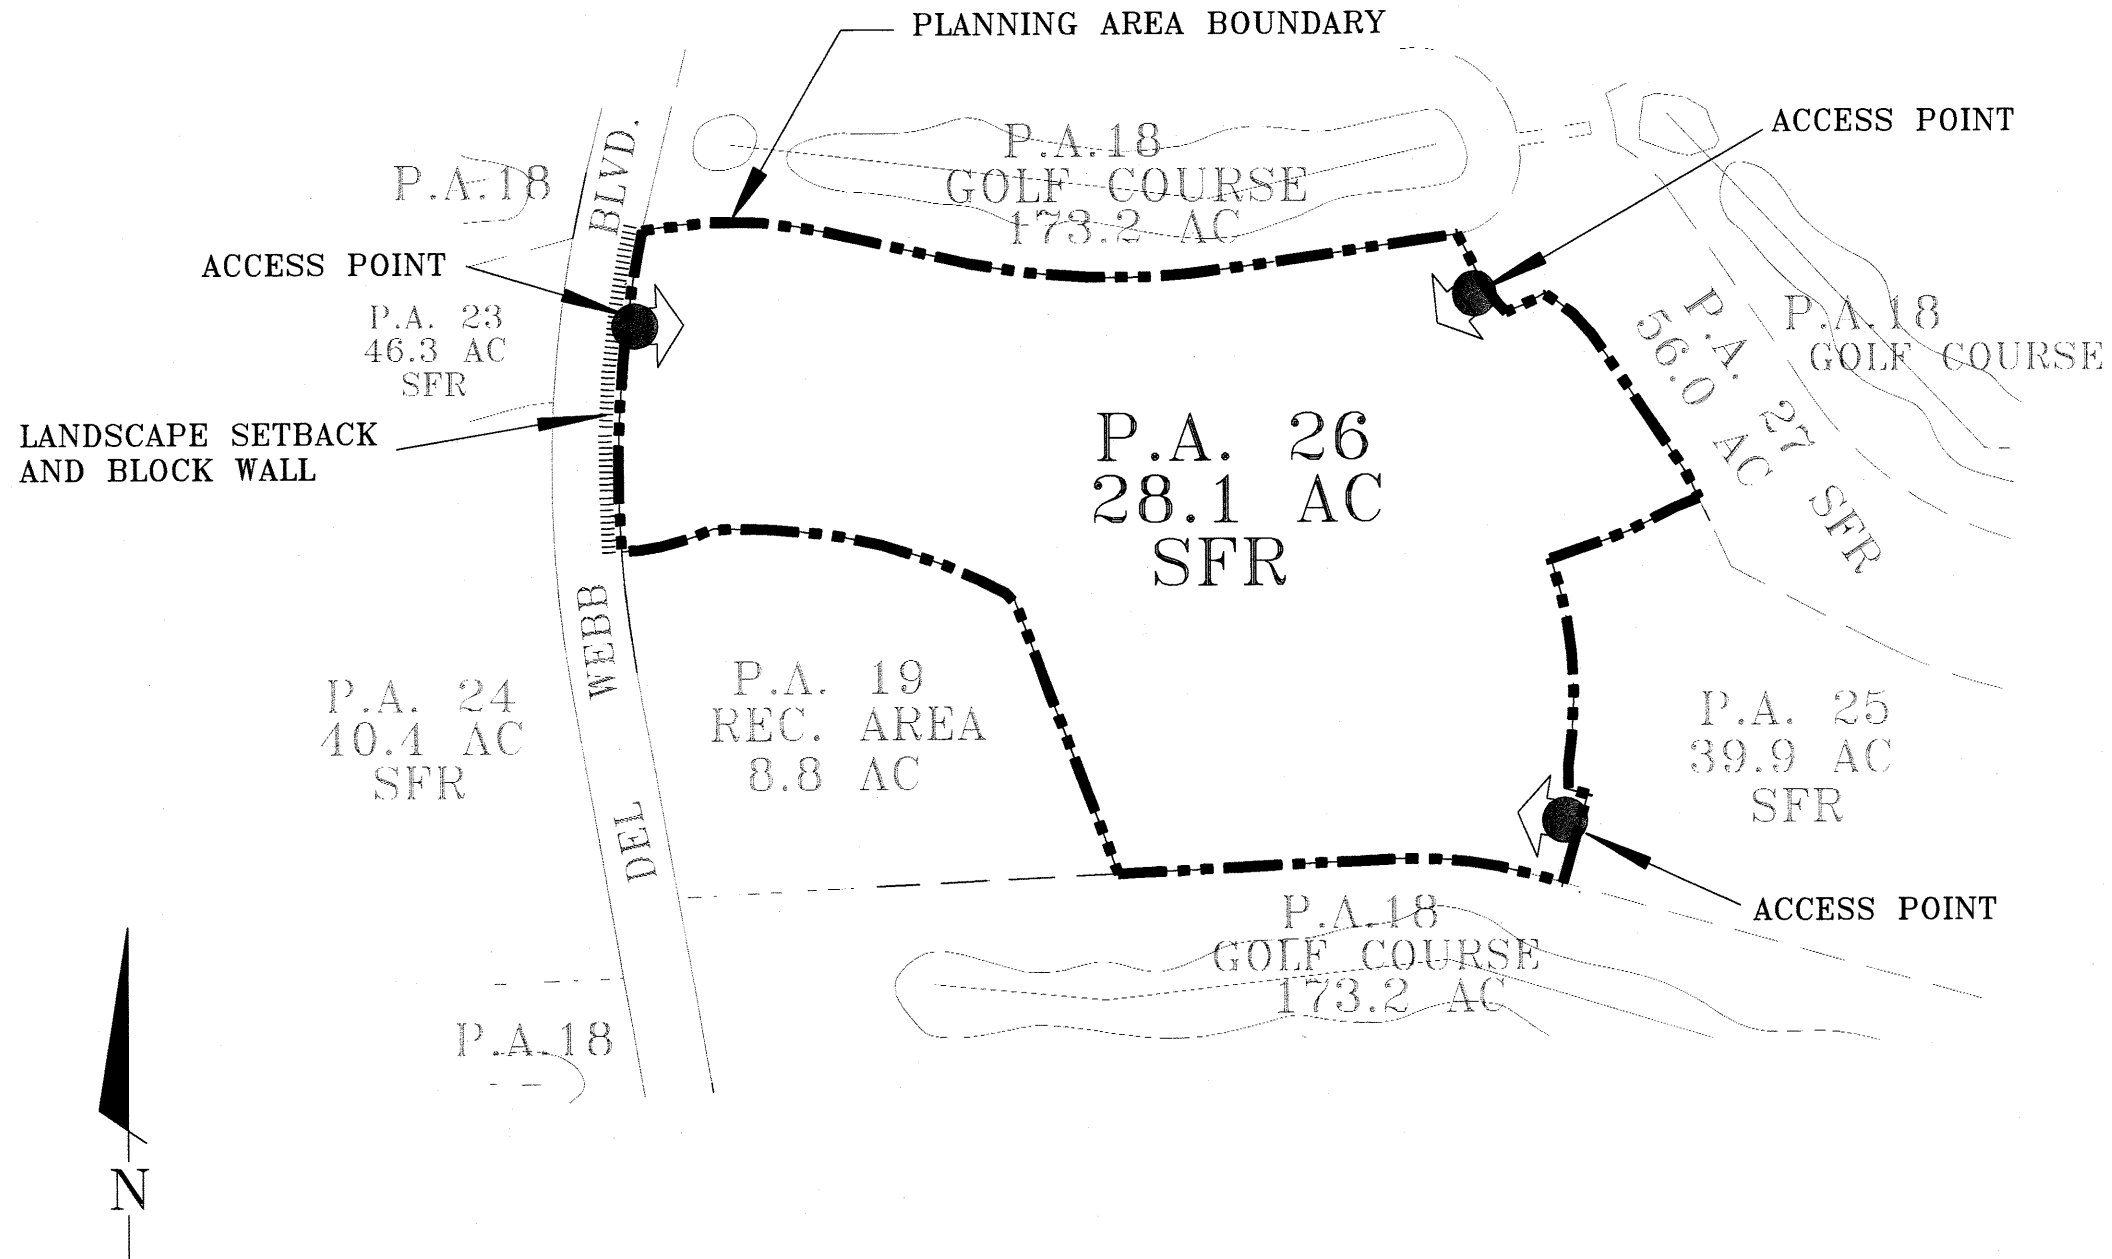 PLANNING AREA BOUNDARY
ACCESS POINT
P.A.18
GOLF COURSE
173.2 AC
P.A.18
BLVD.
ACCESS POINT
P.A. 23
46.3 AC
SFR
P.A.18
GOLF COURSE
P.A. 27 SFR
56.0 AC
LANDSCAPE SETBACK
AND BLOCK WALL
P.A. 26
28.1 AC
SFR
WEBB
P.A. 24
40.4 AC
SFR
P.A. 19
REC. AREA
8.8 AC
P.A. 25
39.9 AC
SFR
DEL
ACCESS POINT
P.A.18
GOLF COURSE
173.2 AC
P.A.18
N